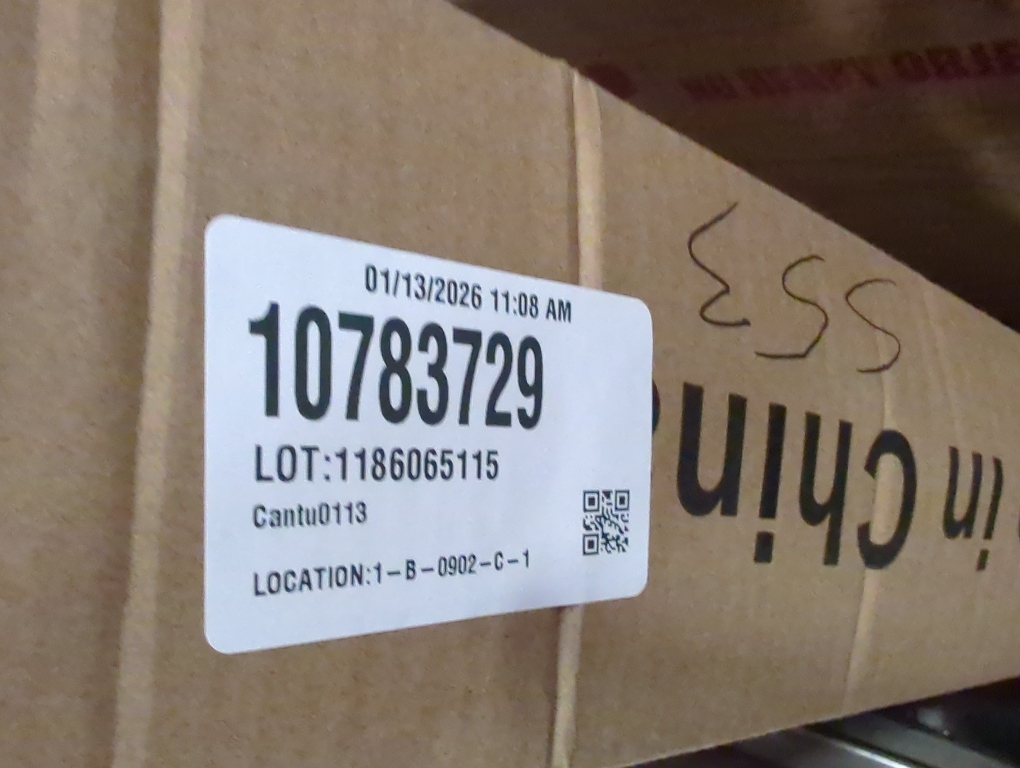 01/13/2026 11:08 AM
10783729
LOT:1186065115
Cantu0113
LOCATION:1-B-0902-C-1
in Chin